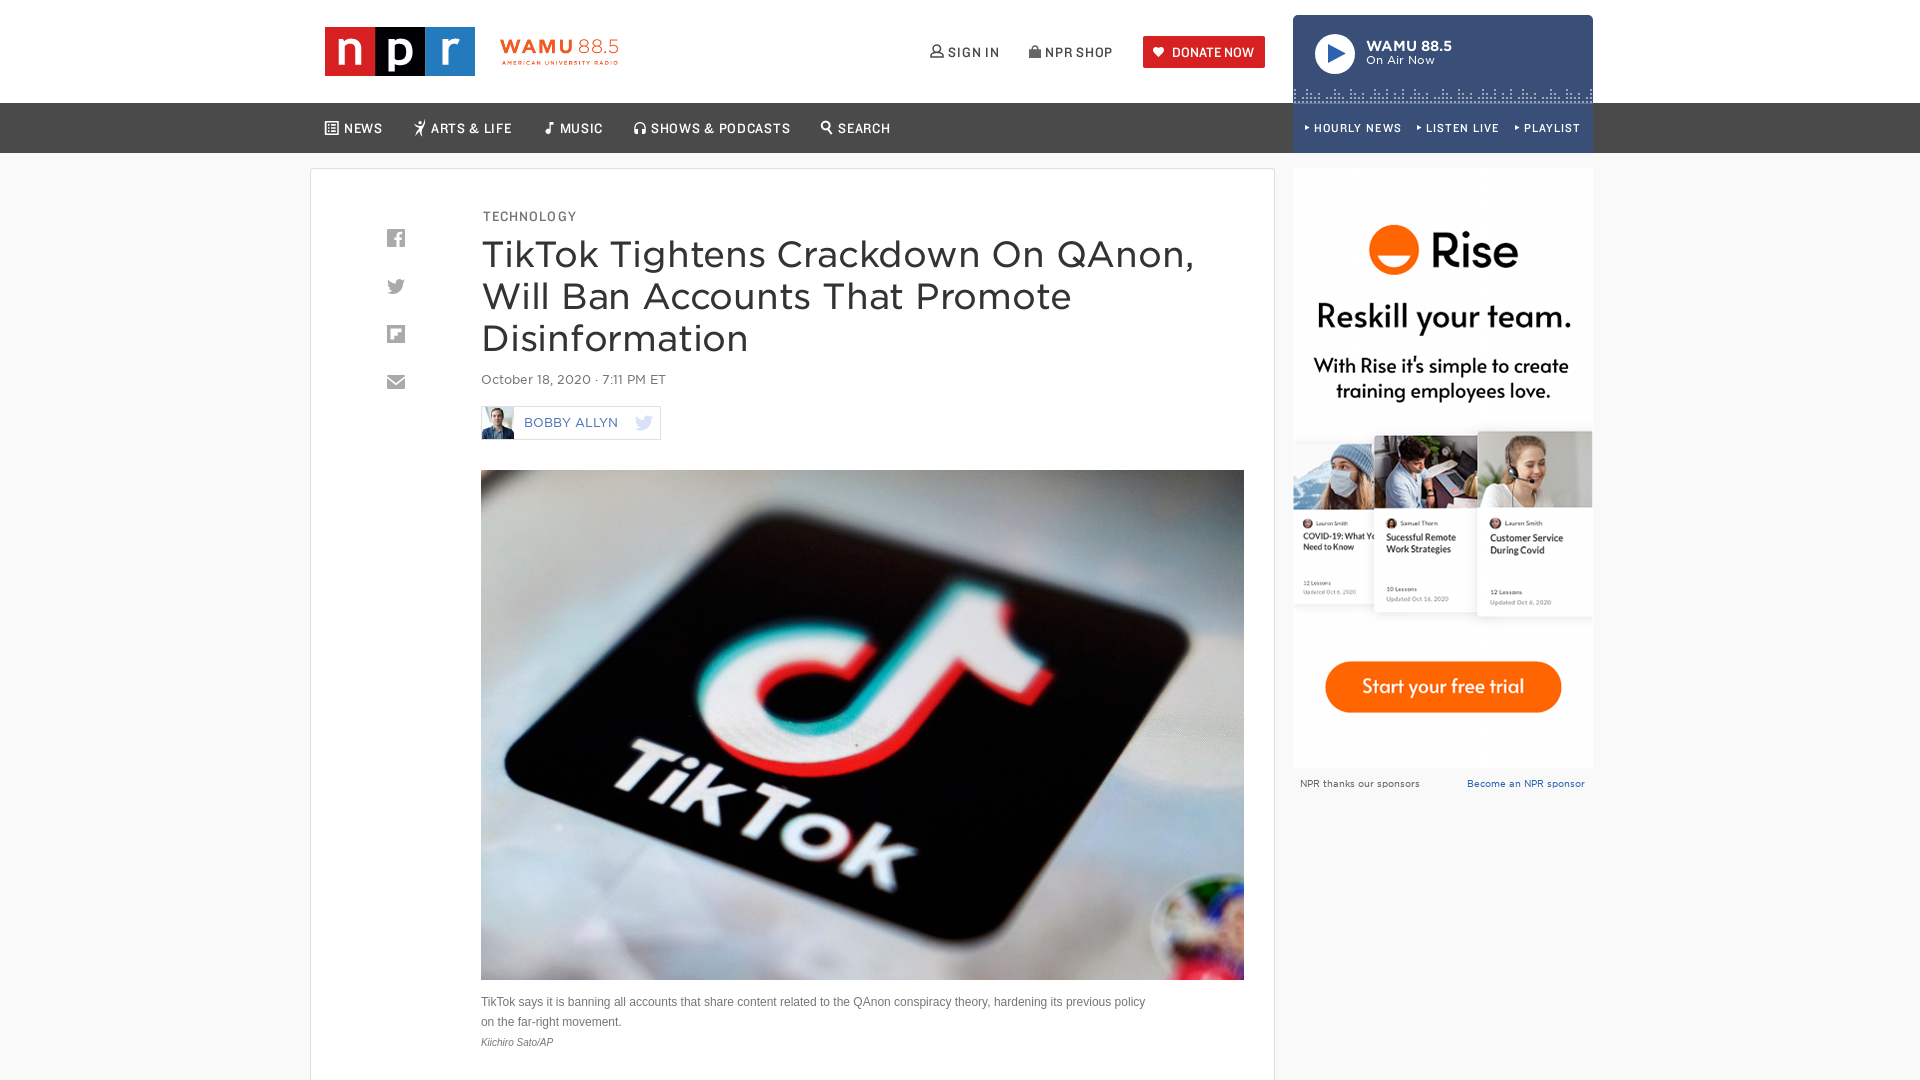 npr
WAMU 88.5
AMERICAN UNIVERSITY RADIO
SIGN IN
NPR SHOP
DONATE NOW
WAMU 88.5
On Air Now
NEWS
ARTS & LIFE
MUSIC
SHOWS & PODCASTS
SEARCH
HOURLY NEWS
LISTEN LIVE
PLAYLIST
TECHNOLOGY
TikTok Tightens Crackdown On QAnon,
Will Ban Accounts That Promote
Disinformation
October 18, 2020 · 7:11 PM ET
BOBBY ALLYN
TikTok
TikTok says it is banning all accounts that share content related to the QAnon conspiracy theory, hardening its previous policy
on the far-right movement.
Kiichiro Sato/AP
Rise
Reskill your team.
With Rise it's simple to create
training employees love.
Lauren Smith
COVID-19: What Yo
Need to Know
12 Lessons
Updated Oct 6, 2020
Samuel Thorn
Sucessful Remote
Work Strategies
10 Lessons
Updated Oct 16, 2020
Lauren Smith
Customer Service
During Covid
12 Lessons
Updated Oct 6, 2020
Start your free trial
NPR thanks our sponsors
Become an NPR sponsor